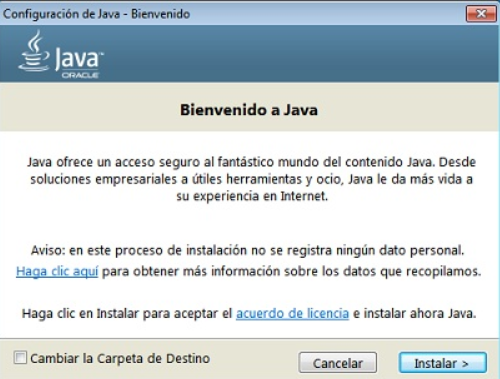 Configuración de Java - Bienvenido
Java™
ORACLE
Bienvenido a Java
Java ofrece un acceso seguro al fantástico mundo del contenido Java. Desde
soluciones empresariales a útiles herramientas y ocio, Java le da más vida a
su experiencia en Internet.
Aviso: en este proceso de instalación no se registra ningún dato personal.
Haga clic aquí para obtener más información sobre los datos que recopilamos.
Haga clic en Instalar para aceptar el acuerdo de licencia e instalar ahora Java.
Cambiar la Carpeta de Destino
Cancelar
Instalar >